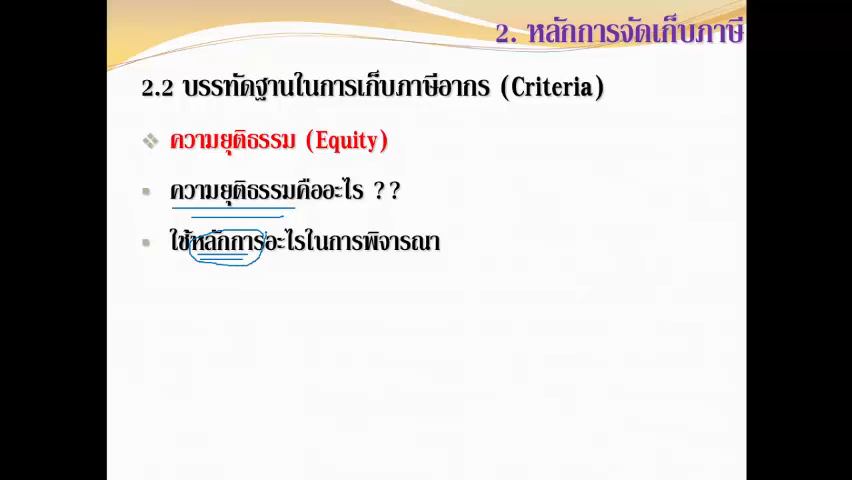 2. หลักการจัดเก็บภาษี
2.2 บรรทัดฐานในการเก็บภาษีอากร (Criteria)
ความยุติธรรม (Equity)
ความยุติธรรมคืออะไร ??
ใช้หลักการอะไรในการพิจารณา